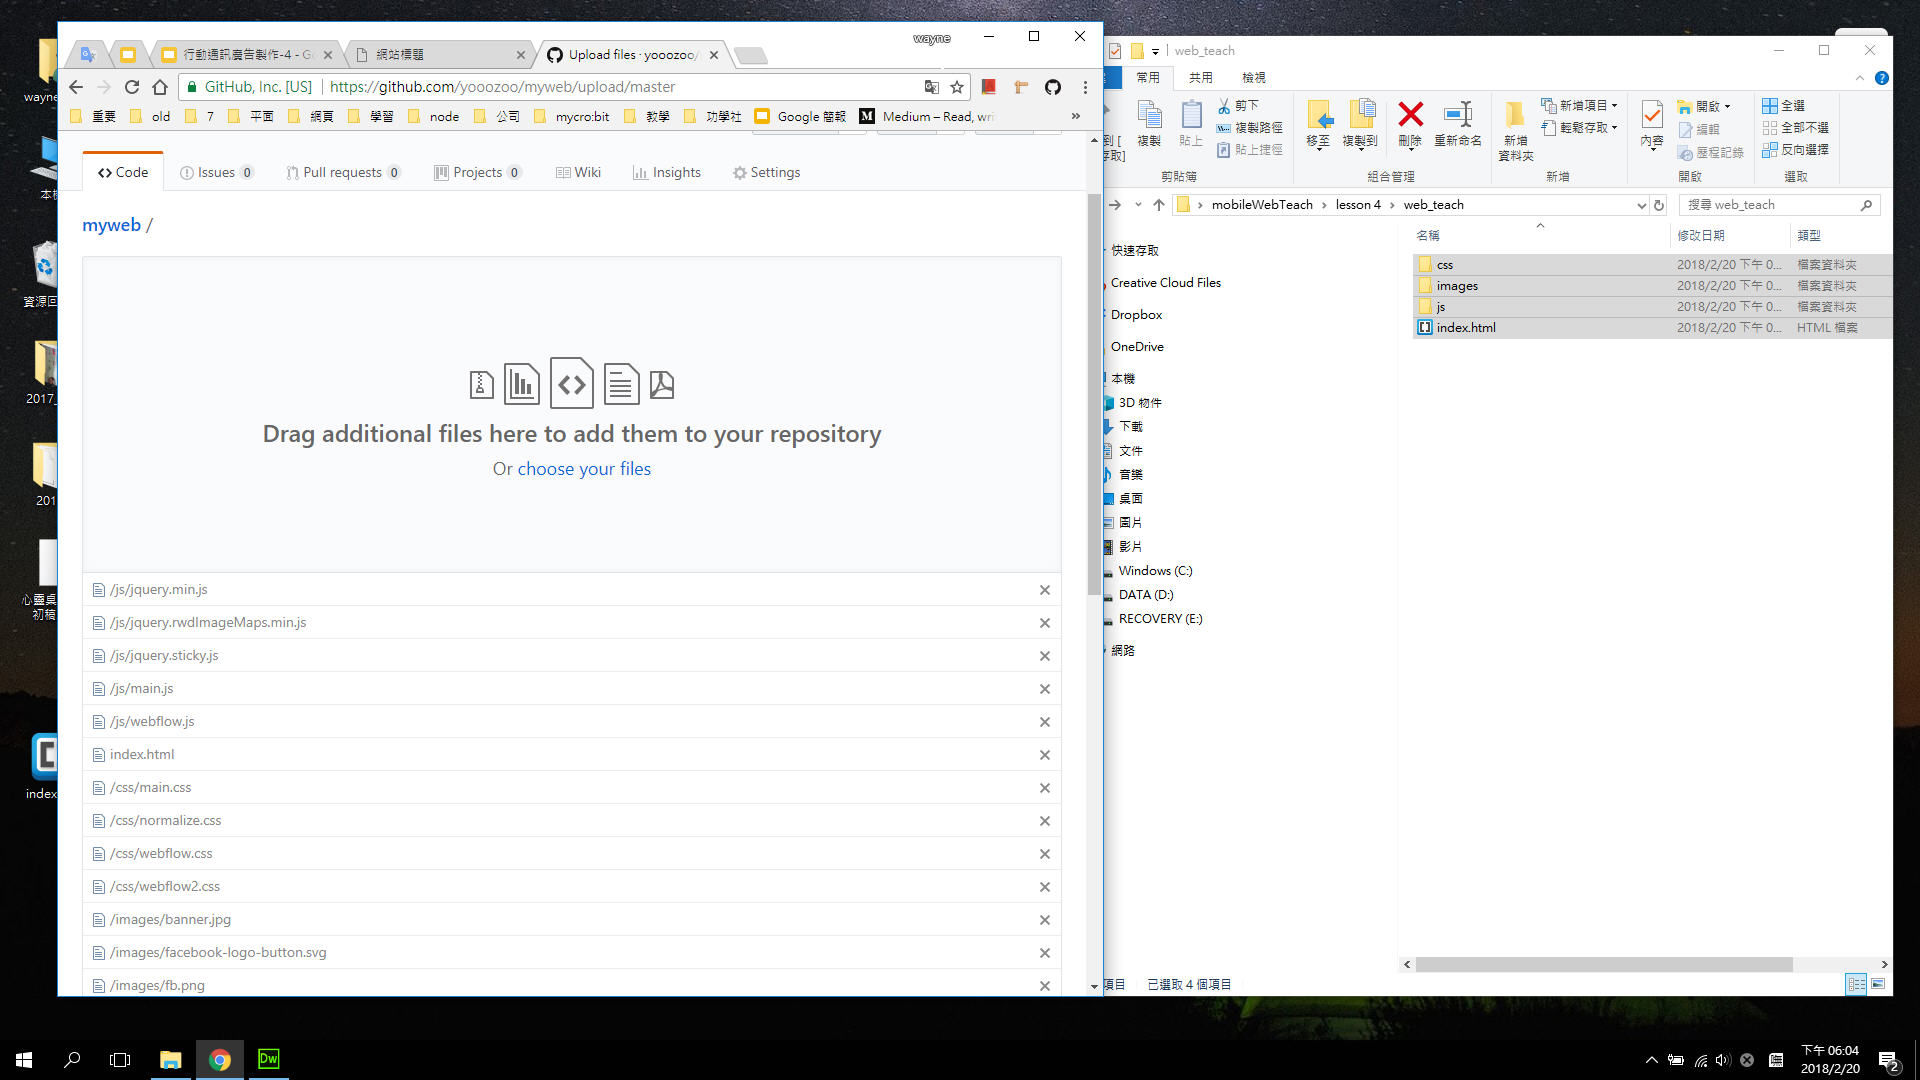 wayne
行動通訊廣告製作-4 - G
網站標題
Upload files · yooozoo/
GitHub, Inc. [US]
https://github.com/yooozoo/myweb/upload/master
重要
old
7
平面
網頁
學習
node
公司
mycro:bit
教學
功學社
Google 簡報
M
Medium – Read, wri
»
Code
Issues 0
Pull requests 0
Projects 0
Wiki
Insights
Settings
myweb /
Drag additional files here to add them to your repository
Or choose your files
/js/jquery.min.js
/js/jquery.rwdImageMaps.min.js
/js/jquery.sticky.js
/js/main.js
/js/webflow.js
index.html
/css/main.css
/css/normalize.css
/css/webflow.css
/css/webflow2.css
/images/banner.jpg
/images/facebook-logo-button.svg
/images/fb.png
web_teach
常用
共用
檢視
到 [
存取]
複製
貼上
剪下
複製路徑
貼上捷徑
剪貼簿
移至
複製到
刪除
重新命名
組合管理
新增
資料夾
新增項目
輕鬆存取
新增
內容
開啟
編輯
歷程記錄
開啟
全選
全部不選
反向選擇
選取
mobileWebTeach
lesson 4
web_teach
搜尋 web_teach
快速存取
Creative Cloud Files
Dropbox
OneDrive
本機
3D 物件
下載
文件
音樂
桌面
圖片
影片
Windows (C:)
DATA (D:)
RECOVERY (E:)
網路
名稱
修改日期
類型
css
2018/2/20 下午 0...
檔案資料夾
images
2018/2/20 下午 0...
檔案資料夾
js
2018/2/20 下午 0...
檔案資料夾
index.html
2018/2/20 下午 0...
HTML 檔案
項目
已選取 4 個項目
wayne
本機
資源回
2017_
201
心靈桌
初稿
index
Dw
下午 06:04
2018/2/20
2